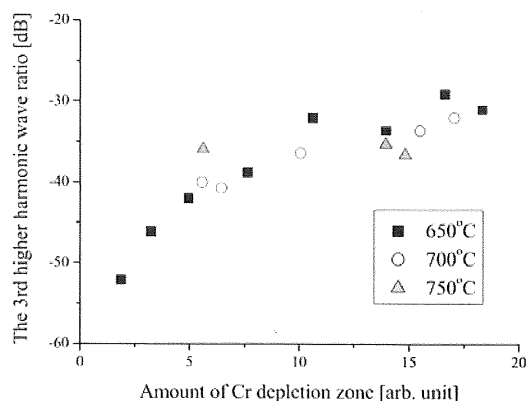 The 3rd higher harmonic wave ratio [dB]
-20
-30
-40
-50
-60
0
5
10
15
20
Amount of Cr depletion zone [arb. unit]
650°C
700°C
750°C